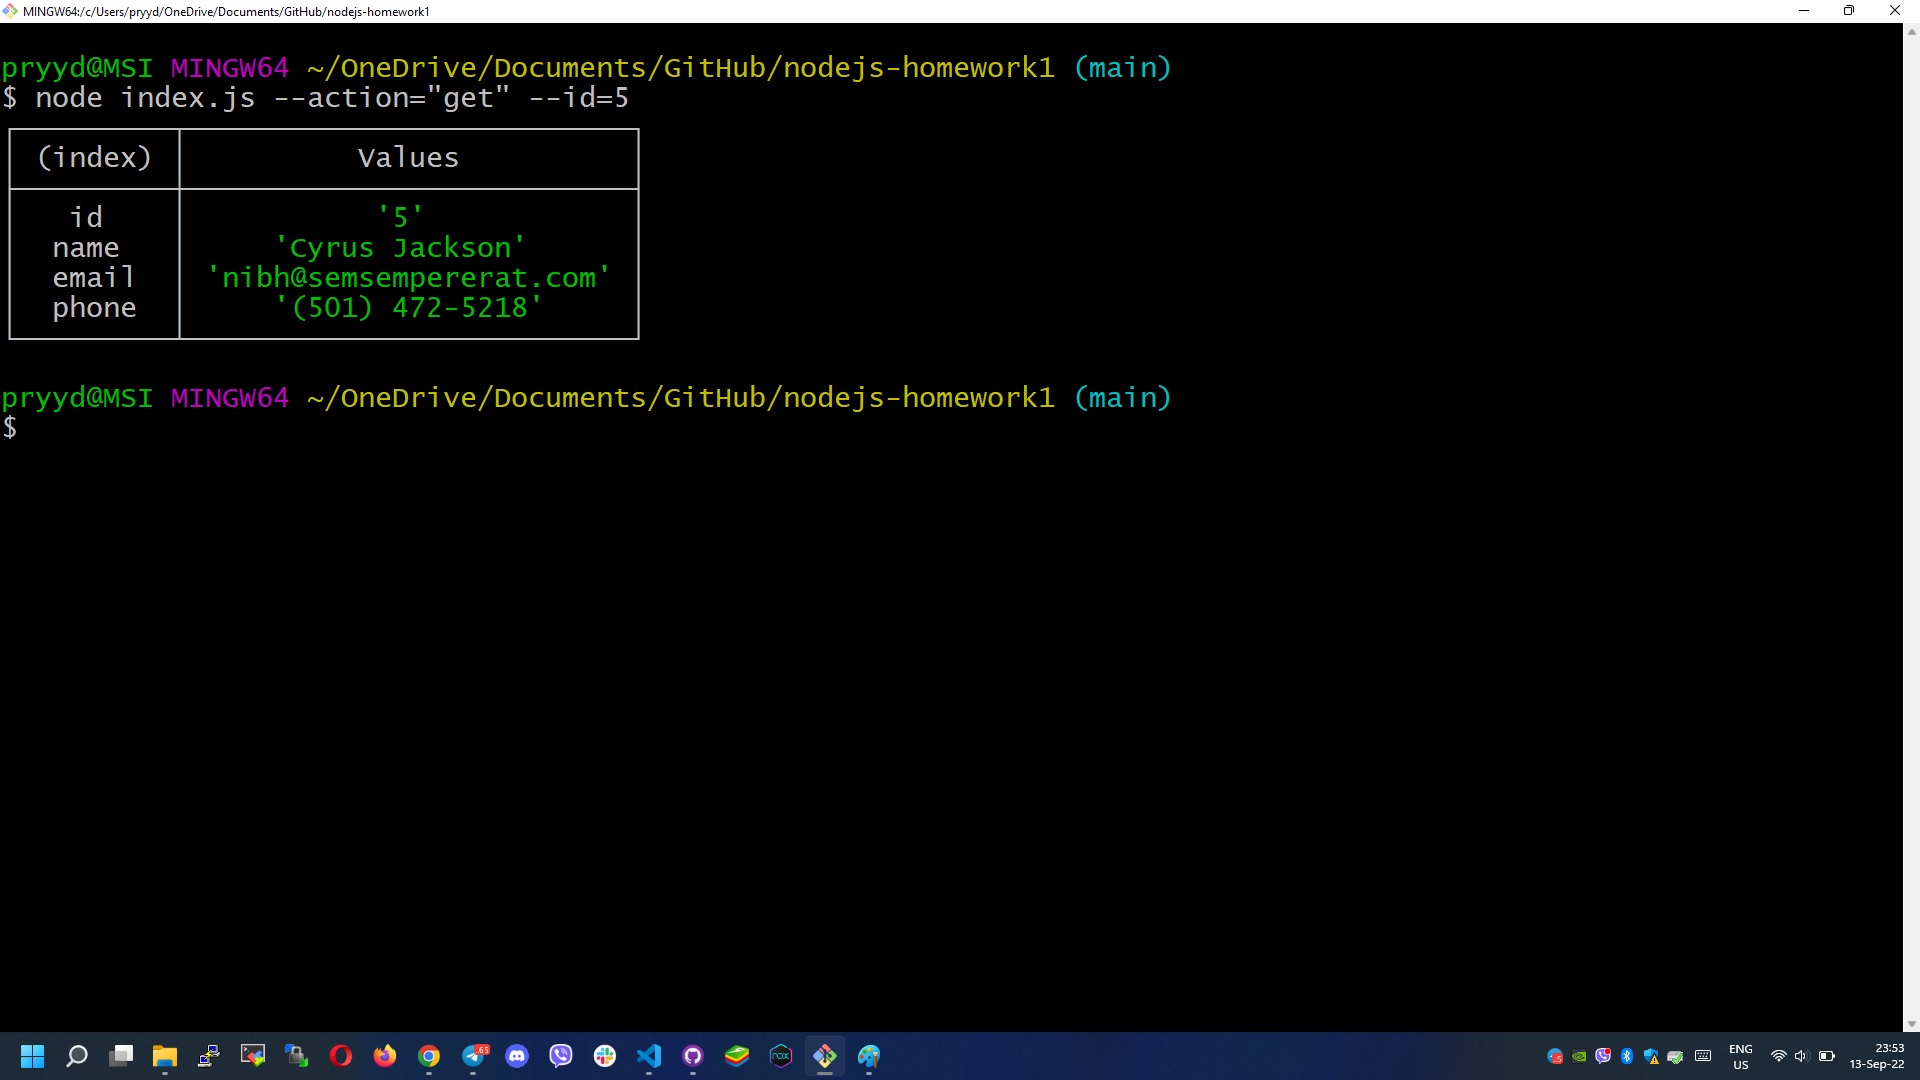 MINGW64:/c/Users/pryyd/OneDrive/Documents/GitHub/nodejs-homework1
pryyd@MSI MINGW64 ~/OneDrive/Documents/GitHub/nodejs-homework1 (main)
$ node index.js --action="get" --id=5
(index) Values
id '5'
name 'Cyrus Jackson'
email 'nibh@semsempererat.com'
phone '(501) 472-5218'
pryyd@MSI MINGW64 ~/OneDrive/Documents/GitHub/nodejs-homework1 (main)
$
ENG
US
23:53
13-Sep-22